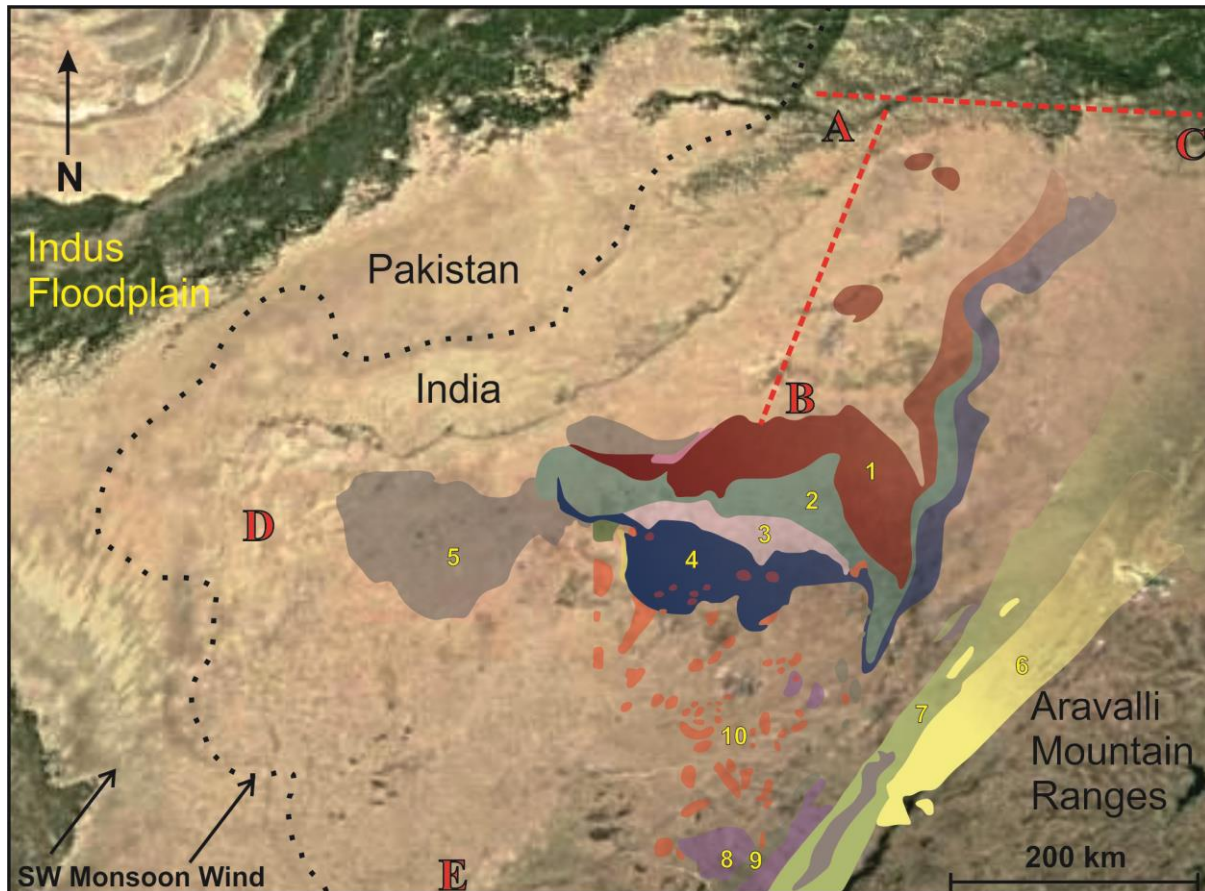 N
A
C
Indus
Floodplain
Pakistan
India
B
1
2
D
3
4
5
6
Aravalli
Mountain
Ranges
7
10
8
9
200 km
SW Monsoon Wind
E